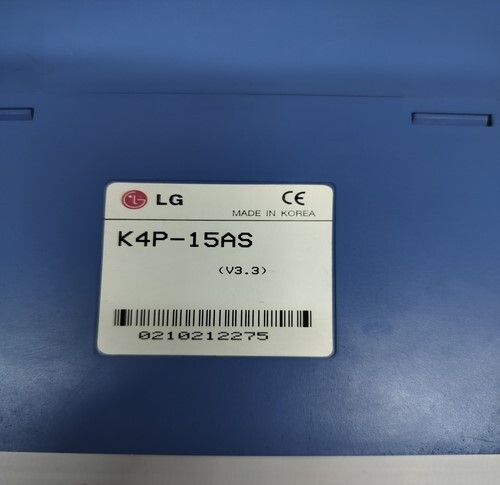 LG
CE
MADE IN KOREA
K4P-15AS
(V3.3)
0210212275